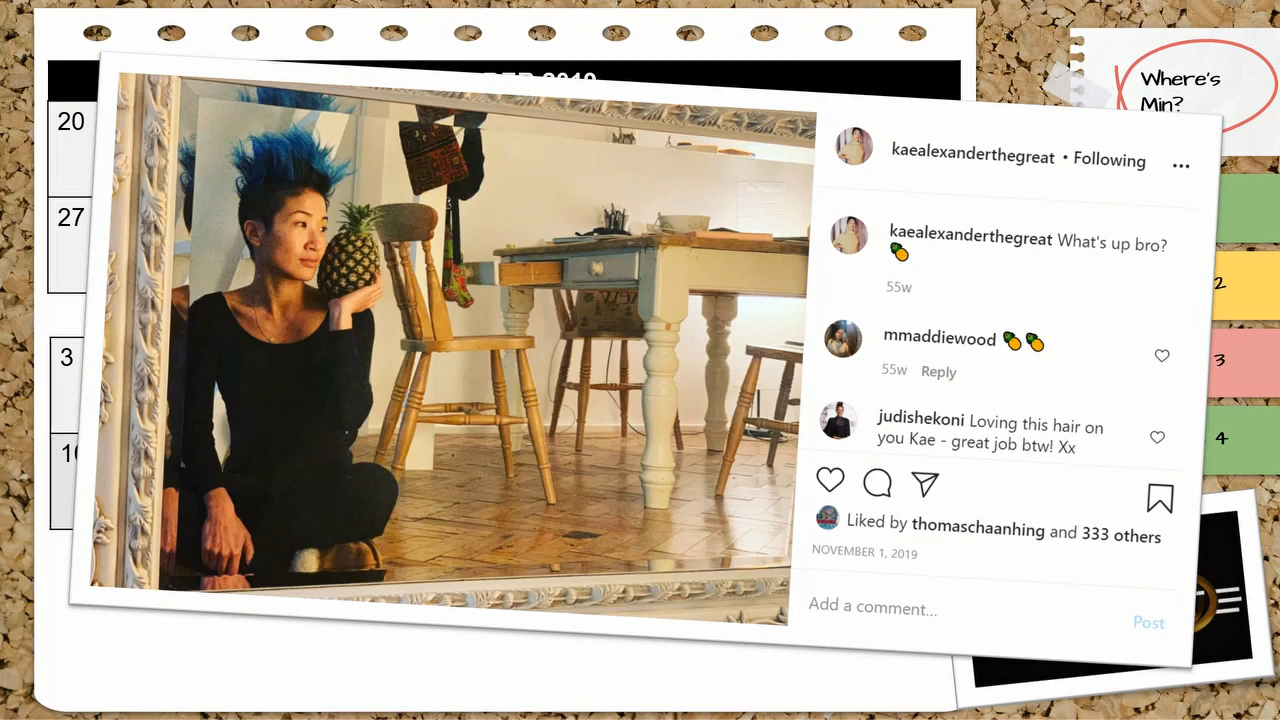 2019
20
27
3
Where's
Min?
2
3
4
kaealexanderthegreat • Following
kaealexanderthegreat What's up bro?
🍍
55w
mmaddiewood 🍍🍍
55w Reply
judishekoni Loving this hair on
you Kae - great job btw! Xx
Liked by thomaschaanhing and 333 others
NOVEMBER 1, 2019
Add a comment...
Post